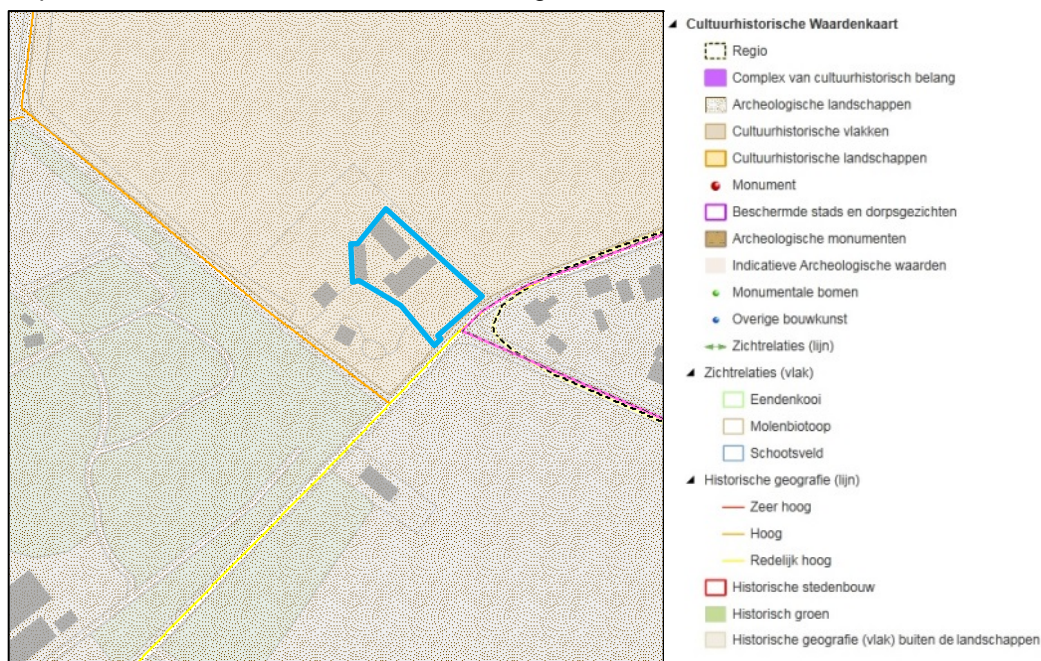 Cultuurhistorische Waardenkaart
Regio
Complex van cultuurhistorisch belang
Archeologische landschappen
Cultuurhistorische vlakken
Cultuurhistorische landschappen
Monument
Beschermde stads en dorpsgezichten
Archeologische monumenten
Indicatieve Archeologische waarden
Monumentale bomen
Overige bouwkunst
Zichtrelaties (lijn)
Zichtrelaties (vlak)
Eendenkooi
Molenbiotoop
Schootsveld
Historische geografie (lijn)
Zeer hoog
Hoog
Redelijk hoog
Historische stedenbouw
Historisch groen
Historische geografie (vlak) buiten de landschappen